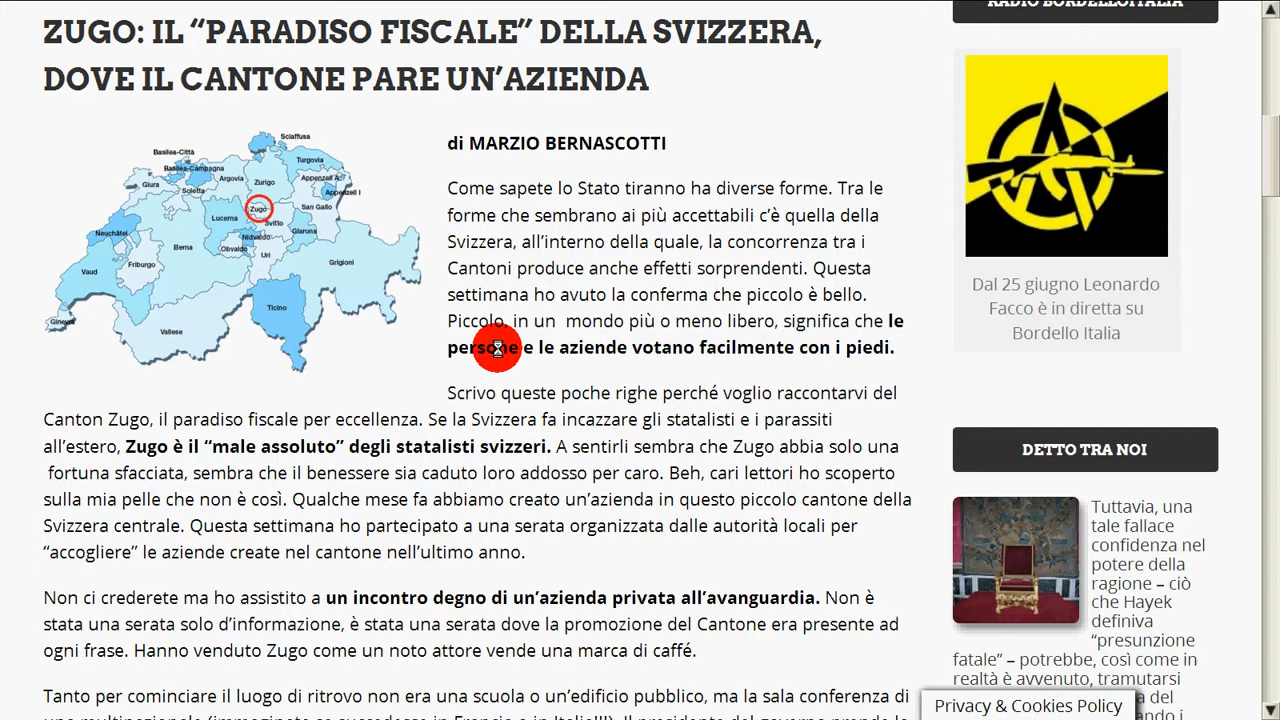 ZUGO: IL “PARADISO FISCALE” DELLA SVIZZERA,
DOVE IL CANTONE PARE UN’AZIENDA
Sciaffusa
Basilea-Città
Basilea-Campagna
Turgovia
Giura
Soletta
Argovia
Zurigo
Appenzell A
Appenzell I
Zugo
San Gallo
Lucerna
Svitto
Neuchâtel
Nidvaldo
Glarona
Berna
Obvaldo
Uri
Vaud
Friburgo
Grigioni
Ticino
Ginevra
Vallese
di MARZIO BERNASCOTTI
Come sapete lo Stato tiranno ha diverse forme. Tra le
forme che sembrano ai più accettabili c’è quella della
Svizzera, all’interno della quale, la concorrenza tra i
Cantoni produce anche effetti sorprendenti. Questa
settimana ho avuto la conferma che piccolo è bello.
Piccolo, in un mondo più o meno libero, significa che le
persone e le aziende votano facilmente con i piedi.
Scrivo queste poche righe perché voglio raccontarvi del
Canton Zugo, il paradiso fiscale per eccellenza. Se la Svizzera fa incazzare gli statalisti e i parassiti
all’estero, Zugo è il “male assoluto” degli statalisti svizzeri. A sentirli sembra che Zugo abbia solo una
fortuna sfacciata, sembra che il benessere sia caduto loro addosso per caro. Beh, cari lettori ho scoperto
sulla mia pelle che non è così. Qualche mese fa abbiamo creato un’azienda in questo piccolo cantone della
Svizzera centrale. Questa settimana ho partecipato a una serata organizzata dalle autorità locali per
“accogliere” le aziende create nel cantone nell’ultimo anno.
Non ci crederete ma ho assistito a un incontro degno di un’azienda privata all’avanguardia. Non è
stata una serata solo d’informazione, è stata una serata dove la promozione del Cantone era presente ad
ogni frase. Hanno venduto Zugo come un noto attore vende una marca di caffé.
Tanto per cominciare il luogo di ritrovo non era una scuola o un’edificio pubblico, ma la sala conferenza di
RADIO BORDELLOITALIA
Dal 25 giugno Leonardo
Facco è in diretta su
Bordello Italia
DETTO TRA NOI
Tuttavia, una
tale fallace
confidenza nel
potere della
ragione – ciò
che Hayek
definiva
“presunzione
fatale” – potrebbe, così come in
realtà è avvenuto, tramutarsi
del
Privacy & Cookies Policy